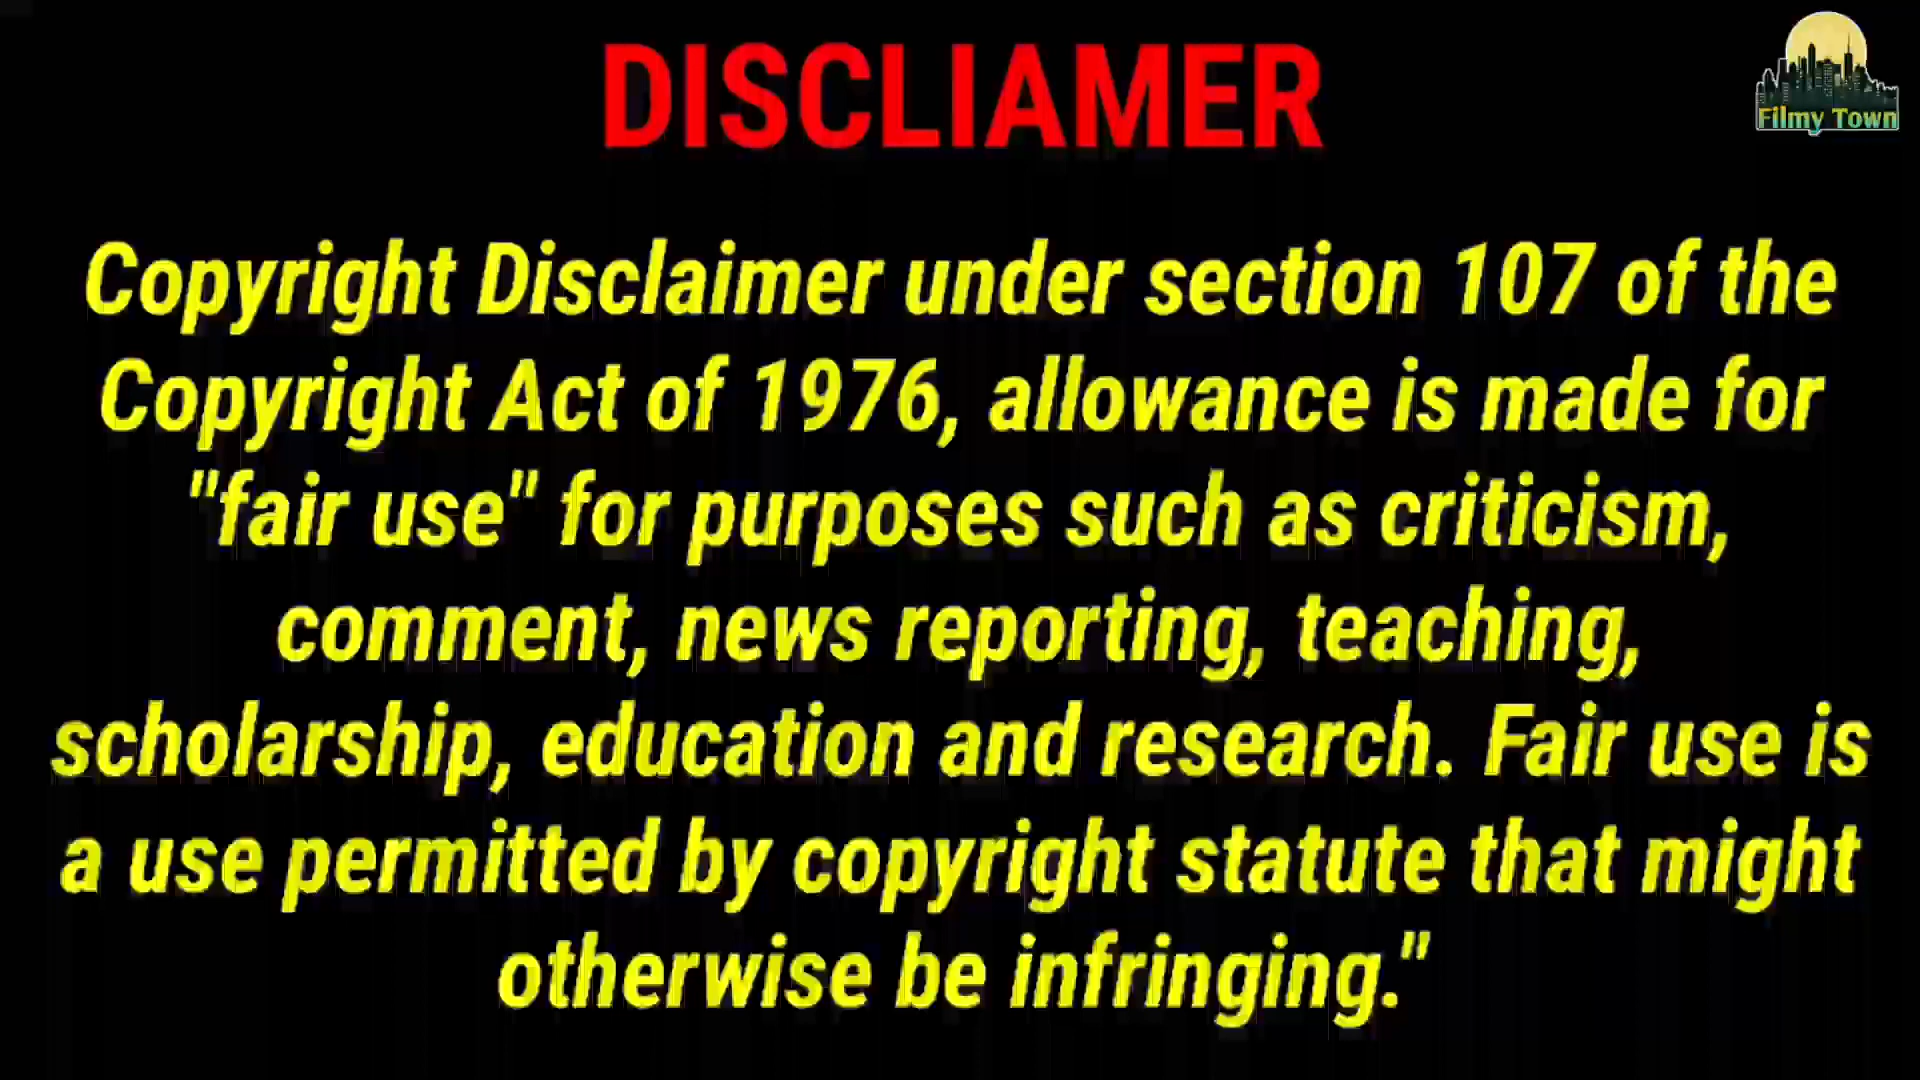 DISCLIAMER
Filmy Town
Copyright Disclaimer under section 107 of the
Copyright Act of 1976, allowance is made for
"fair use" for purposes such as criticism,
comment, news reporting, teaching,
scholarship, education and research. Fair use is
a use permitted by copyright statute that might
otherwise be infringing."